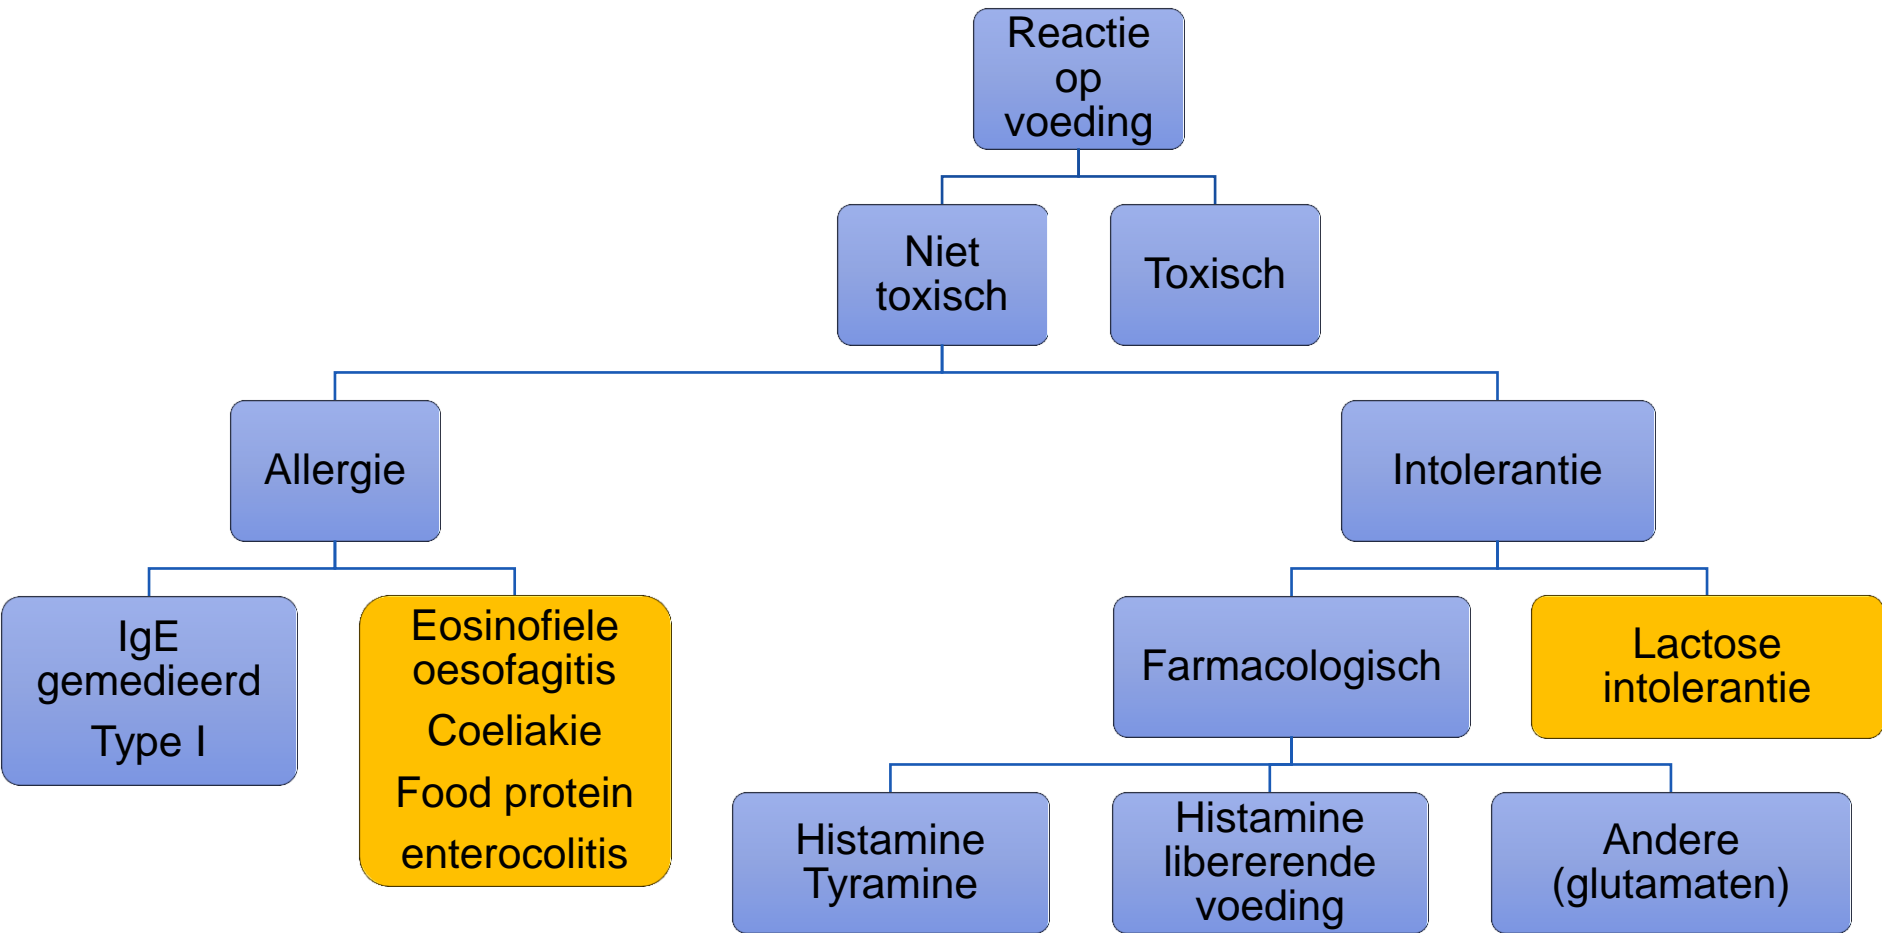 Reactie
op
voeding
Niet
toxisch
Toxisch
Allergie
Intolerantie
IgE
gemedieerd
Type I
Eosinofiele
oesofagitis
Coeliakie
Food protein
enterocolitis
Farmacologisch
Lactose
intolerantie
Histamine
Tyramine
Histamine
libererende
voeding
Andere
(glutamaten)